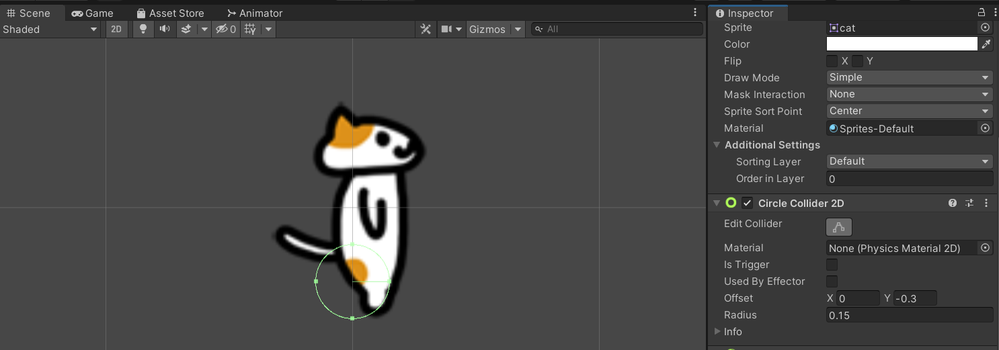 Scene Game Asset Store Animator
Shaded 2D 0 Gizmos All
Inspector
Sprite cat
Color
Flip X Y
Draw Mode Simple
Mask Interaction None
Sprite Sort Point Center
Material Sprites-Default
Additional Settings
Sorting Layer Default
Order in Layer 0
Circle Collider 2D
Edit Collider
Material None (Physics Material 2D)
Is Trigger
Used By Effector
Offset X 0 Y -0.3
Radius 0.15
Info